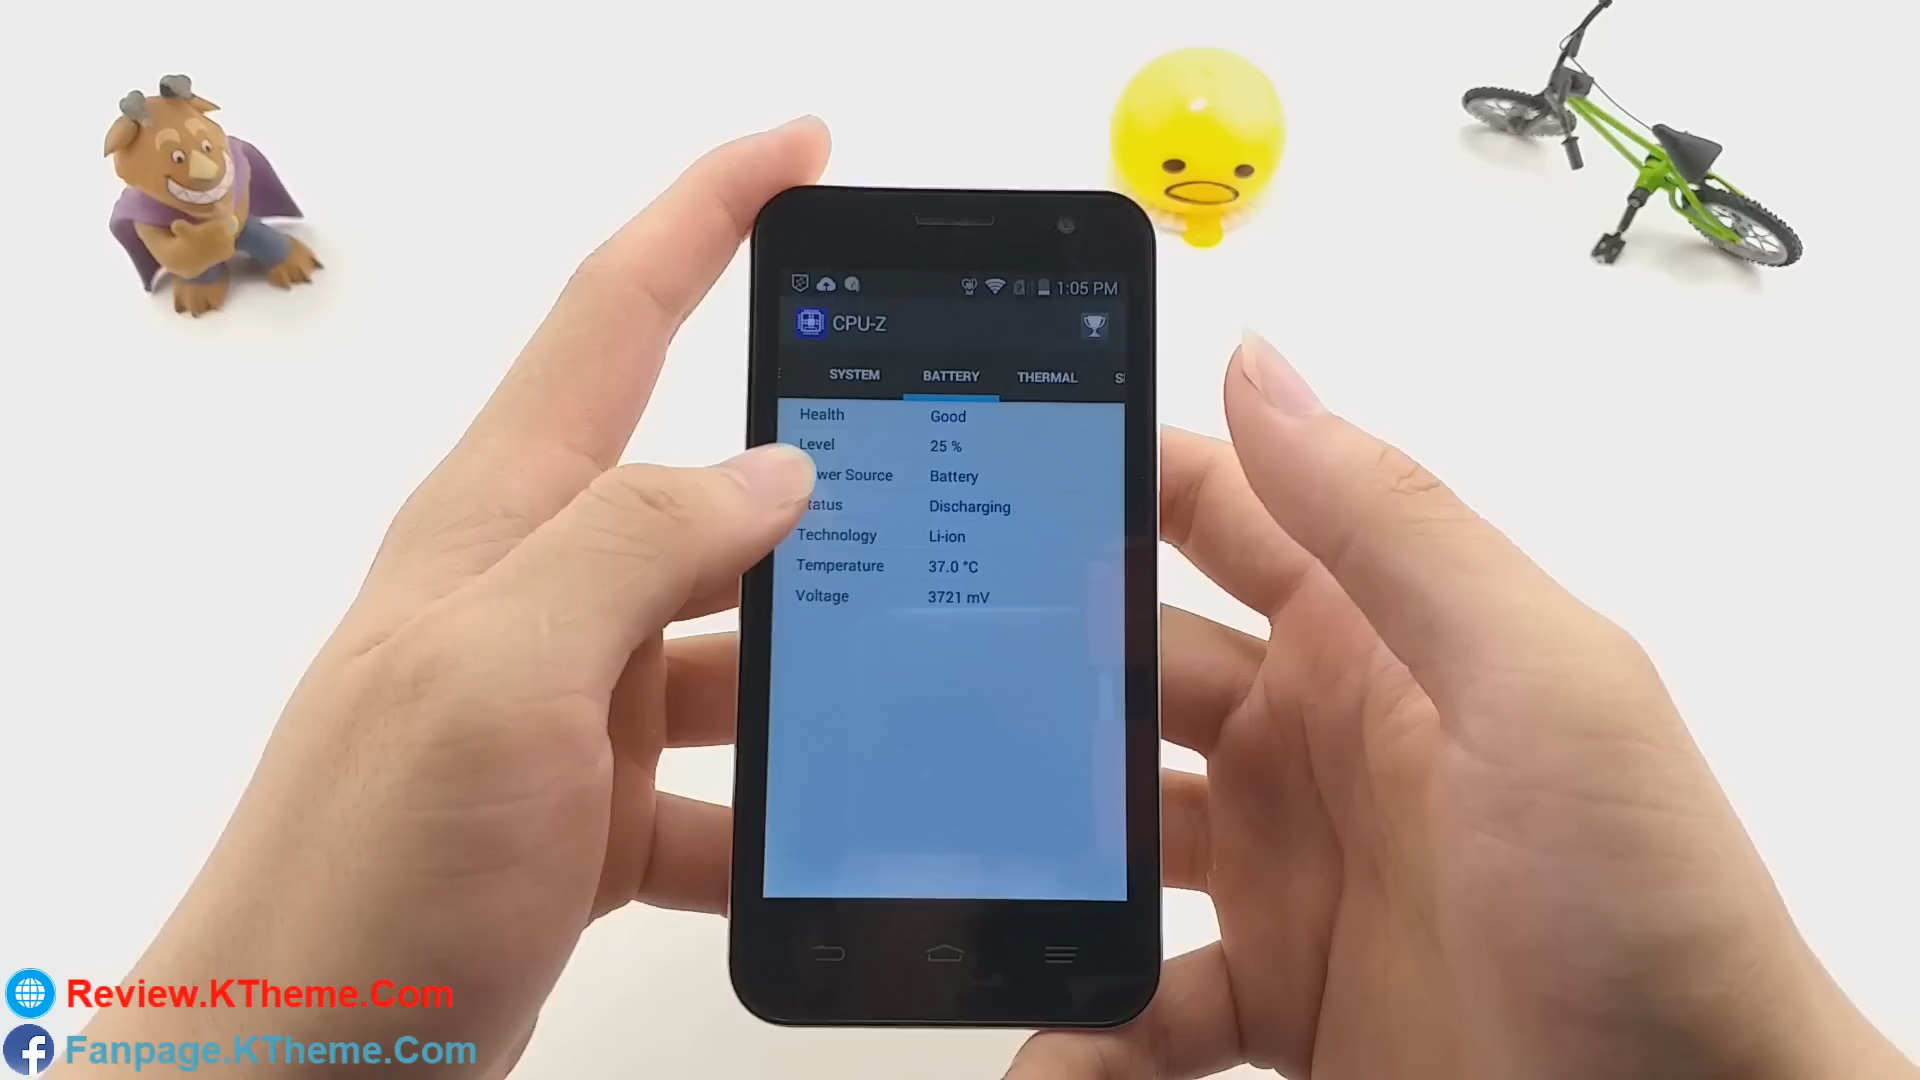 1:05 PM
CPU-Z
SYSTEM BATTERY THERMAL
Health Good
Level 25 %
wer Source Battery
tatus Discharging
Technology Li-ion
Temperature 37.0 °C
Voltage 3721 mV
Review.KTheme.Com
Fanpage.KTheme.Com